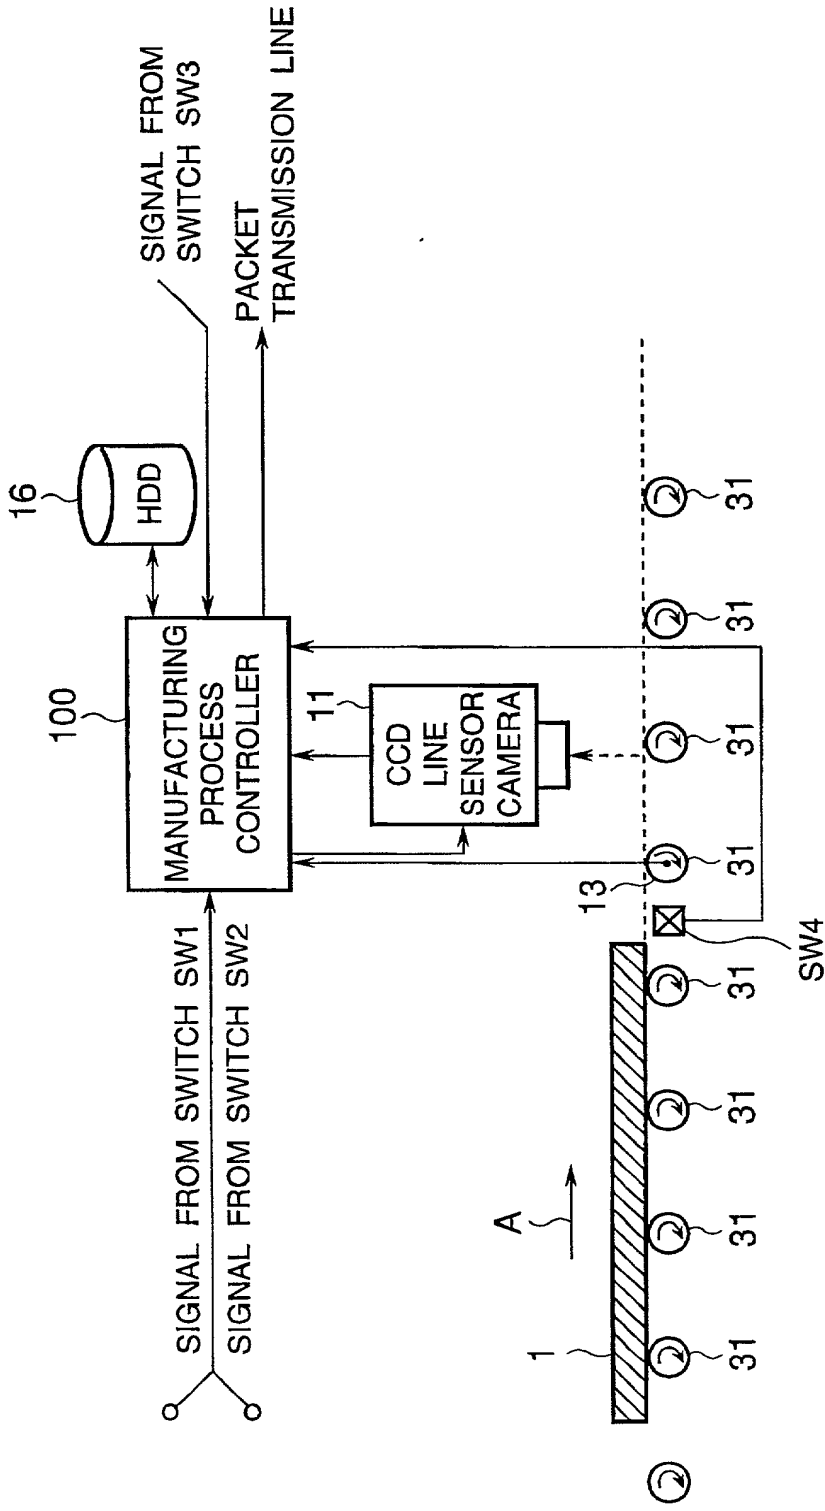 SIGNAL FROM
SWITCH SW3
PACKET
TRANSMISSION LINE
16
HDD
100
MANUFACTURING
PROCESS
CONTROLLER
SIGNAL FROM SWITCH SW1
SIGNAL FROM SWITCH SW2
11
CCD
LINE
SENSOR
CAMERA
A
1
13
31
31
31
31
31
31
31
31
SW4